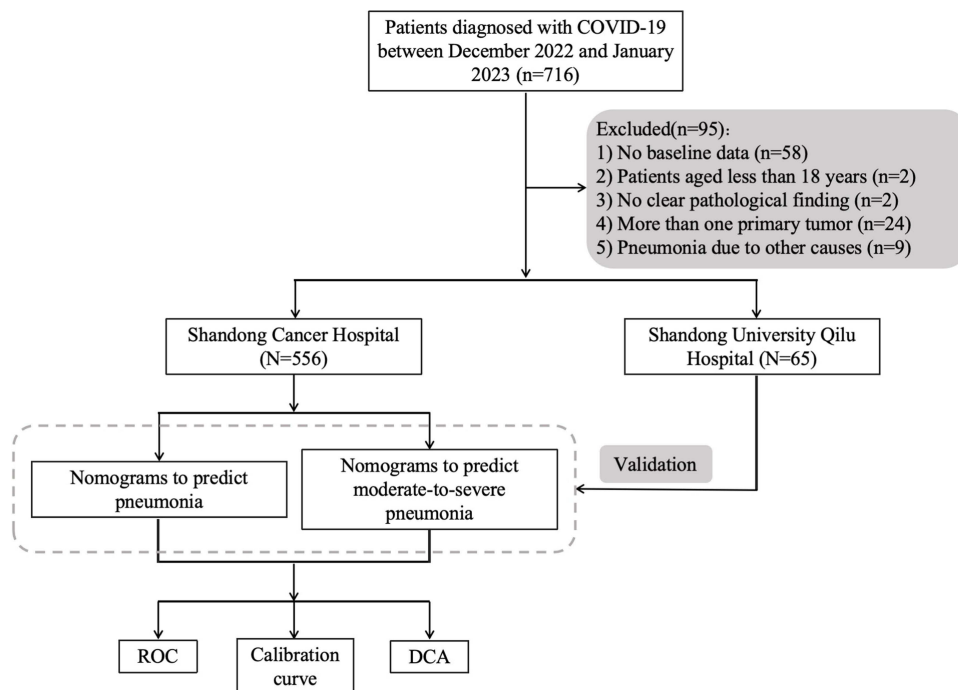 Patients diagnosed with COVID-19
between December 2022 and January
2023 (n=716)
Excluded(n=95)：
1) No baseline data (n=58)
2) Patients aged less than 18 years (n=2)
3) No clear pathological finding (n=2)
4) More than one primary tumor (n=24)
5) Pneumonia due to other causes (n=9)
Shandong Cancer Hospital
(N=556)
Shandong University Qilu
Hospital (N=65)
Nomograms to predict
pneumonia
Nomograms to predict
moderate-to-severe
pneumonia
Validation
ROC
Calibration
curve
DCA